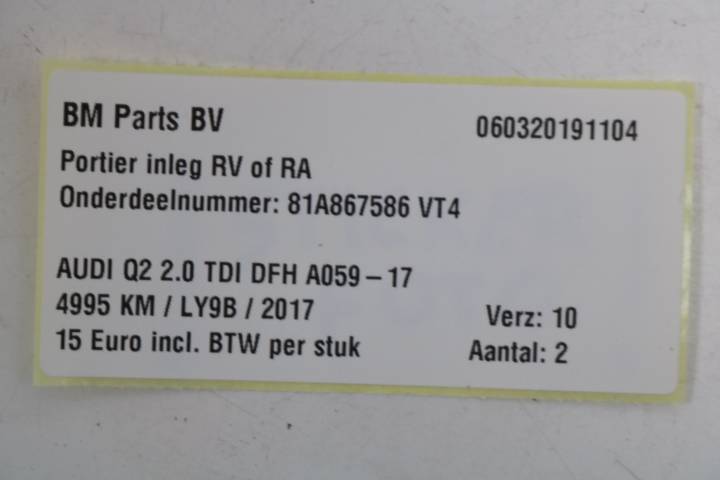 BM Parts BV 060320191104
Portier inleg RV of RA
Onderdeelnummer: 81A867586 VT4
AUDI Q2 2.0 TDI DFH A059-17
4995 KM / LY9B / 2017 Verz: 10
15 Euro incl. BTW per stuk Aantal: 2